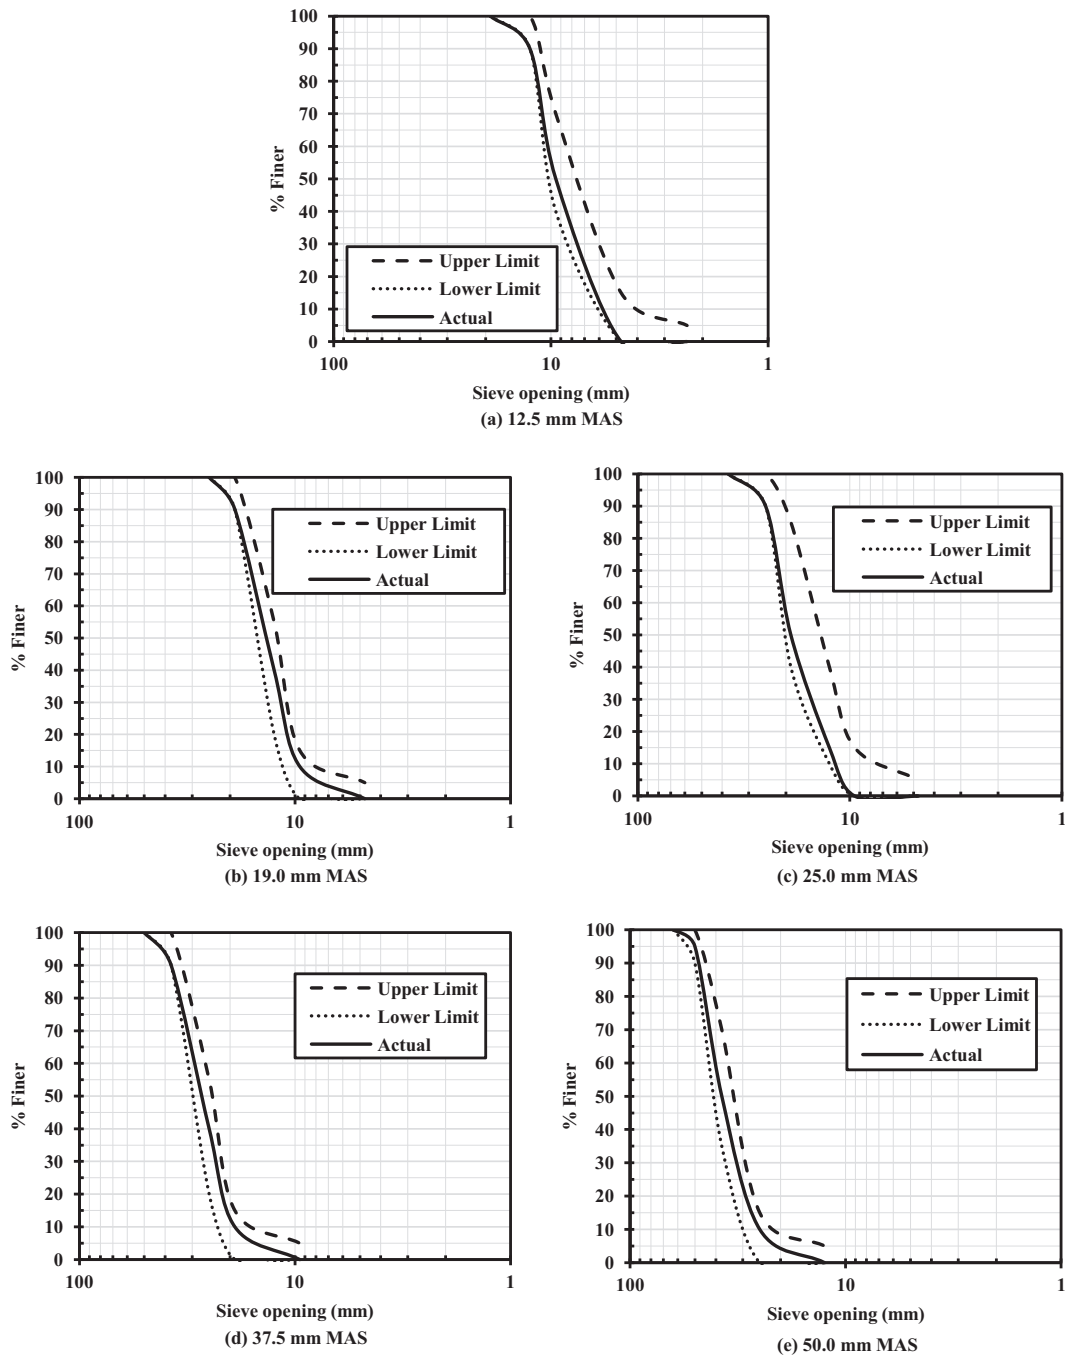 100
90
80
70
60
50
40
30
20
10
0
% Finer
Upper Limit
Lower Limit
Actual
100 10 1
Sieve opening (mm)
(a) 12.5 mm MAS
100
90
80
70
60
50
40
30
20
10
0
% Finer
Upper Limit
Lower Limit
Actual
100 10 1
Sieve opening (mm)
(b) 19.0 mm MAS
100
90
80
70
60
50
40
30
20
10
0
% Finer
Upper Limit
Lower Limit
Actual
100 10 1
Sieve opening (mm)
(c) 25.0 mm MAS
100
90
80
70
60
50
40
30
20
10
0
% Finer
Upper Limit
Lower Limit
Actual
100 10 1
Sieve opening (mm)
(d) 37.5 mm MAS
100
90
80
70
60
50
40
30
20
10
0
% Finer
Upper Limit
Lower Limit
Actual
100 10 1
Sieve opening (mm)
(e) 50.0 mm MAS